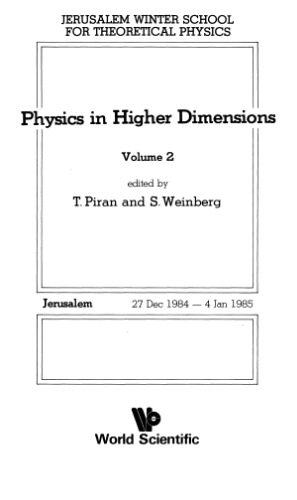 JERUSALEM WINTER SCHOOL
FOR THEORETICAL PHYSICS
Physics in Higher Dimensions
Volume 2
edited by
T. Piran and S. Weinberg
Jerusalem 27 Dec 1984 — 4 Jan 1985
World Scientific